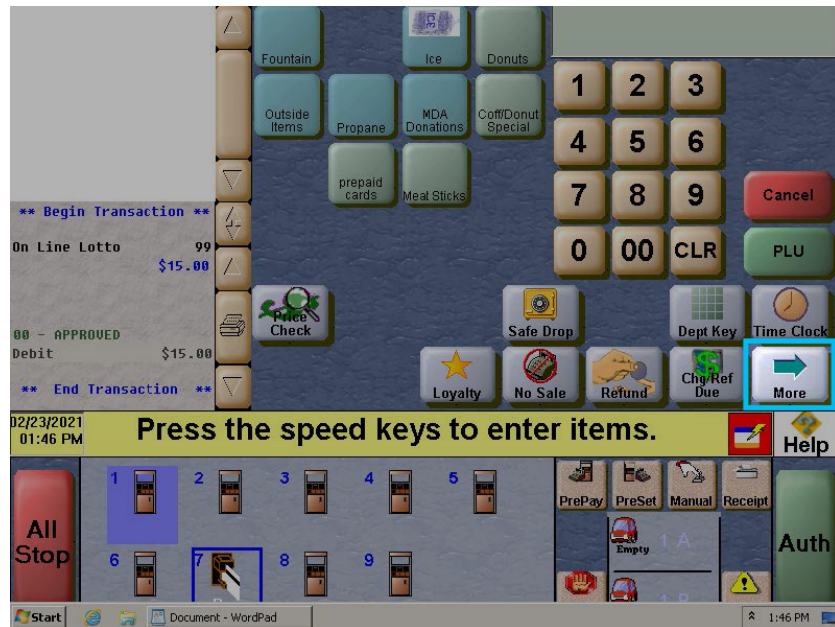 Fountain
ICE
Ice
Donuts
Outside
Items
Propane
MDA
Donations
Coff/Donut
Special
prepaid
cards
Meat Sticks
1 2 3
4 5 6
7 8 9
0 00 CLR
Cancel
PLU
** Begin Transaction **
On Line Lotto 99
$15.00
00 - APPROVED
Debit $15.00
** End Transaction **
Price
Check
Safe Drop
Dept Key
Time Clock
Loyalty
No Sale
Refund
Chg/Ref
Due
More
02/23/2021
01:46 PM
Press the speed keys to enter items.
Help
All
Stop
1 2 3 4 5
6 7 8 9
PrePay
PreSet
Manual
Receipt
Empty
1 A
Auth
Start
Document - WordPad
1:46 PM